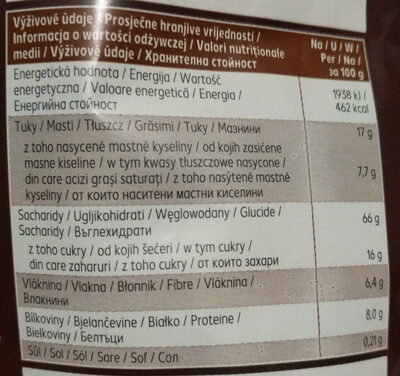 Výživové údaje / Prosječne hranjive vrijednosti /
Informacja o wartości odżywczej / Valori nutriționale
medii / Výživové údaje / Хранителна стойност
Na / U / W /
Per / Na /
за 100 g
Energetická hodnota / Energija / Wartość
energetyczna / Valoare energetică / Energia /
Енергийна стойност
1938 kJ /
462 kcal
Tuky / Masti / Tłuszcz / Grăsimi / Tuky / Мазнини
17 g
z toho nasycené mastné kyseliny / od kojih zasićene
masne kiseline / w tym kwasy tłuszczowe nasycone /
din care acizi grași saturați / z toho nasýtené mastné
kyseliny / от които наситени мастни киселини
7,7 g
Sacharidy / Ugljikohidrati / Węglowodany / Glucide /
Sacharidy / Въглехидрати
66 g
z toho cukry / od kojih šećeri / w tym cukry /
din care zaharuri / z toho cukry / от които захари
16 g
Vláknina / Vlakna / Błonnik / Fibre / Vláknina /
Влакнини
6,4 g
Bílkoviny / Bjelančevine / Białko / Proteine /
Bielkoviny / Белтъци
8,0 g
Sůl / Sol / Sól / Sare / Soľ / Сол
0,21 g